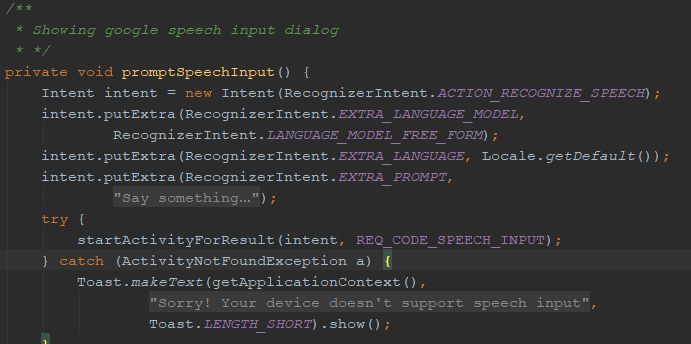 /**
 * Showing google speech input dialog
 * */
private void promptSpeechInput() {
    Intent intent = new Intent(RecognizerIntent.ACTION_RECOGNIZE_SPEECH);
    intent.putExtra(RecognizerIntent.EXTRA_LANGUAGE_MODEL,
            RecognizerIntent.LANGUAGE_MODEL_FREE_FORM);
    intent.putExtra(RecognizerIntent.EXTRA_LANGUAGE, Locale.getDefault());
    intent.putExtra(RecognizerIntent.EXTRA_PROMPT,
            "Say something…");
    try {
        startActivityForResult(intent, REQ_CODE_SPEECH_INPUT);
    } catch (ActivityNotFoundException a) {
        Toast.makeText(getApplicationContext(),
                "Sorry! Your device doesn't support speech input",
                Toast.LENGTH_SHORT).show();
    }